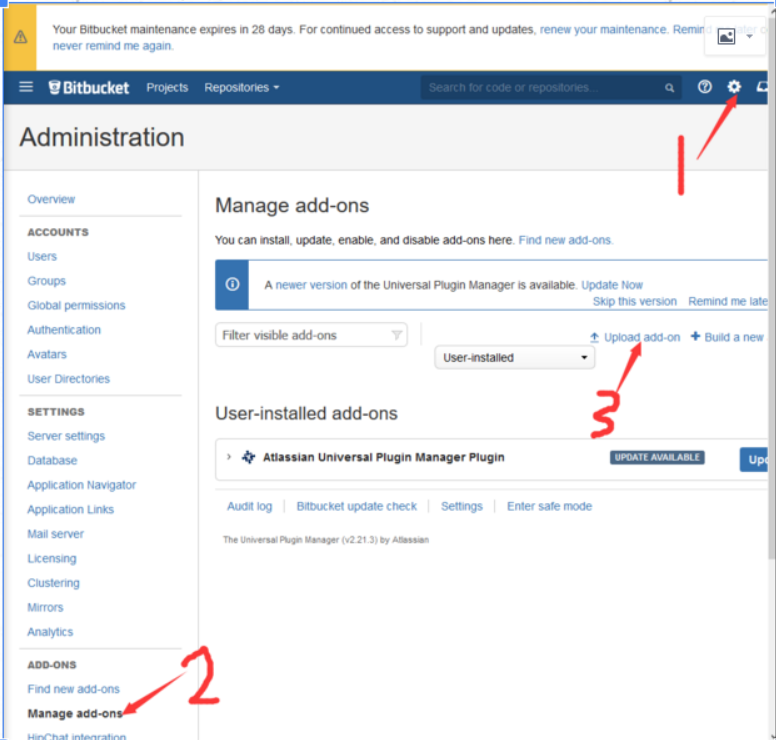 Your Bitbucket maintenance expires in 28 days. For continued access to support and updates, renew your maintenance. Remind
never remind me again.
Bitbucket Projects Repositories Search for code or repositories...
1
Administration
Overview
ACCOUNTS
Users
Groups
Global permissions
Authentication
Avatars
User Directories
SETTINGS
Server settings
Database
Application Navigator
Application Links
Mail server
Licensing
Clustering
Mirrors
Analytics
ADD-ONS
Find new add-ons
Manage add-ons
HipChat integration
2
Manage add-ons
You can install, update, enable, and disable add-ons here. Find new add-ons.
A newer version of the Universal Plugin Manager is available. Update Now
Skip this version Remind me late
Filter visible add-ons
Upload add-on Build a new
User-installed
3
User-installed add-ons
Atlassian Universal Plugin Manager Plugin UPDATE AVAILABLE Upd
Audit log Bitbucket update check Settings Enter safe mode
The Universal Plugin Manager (v2.21.3) by Atlassian